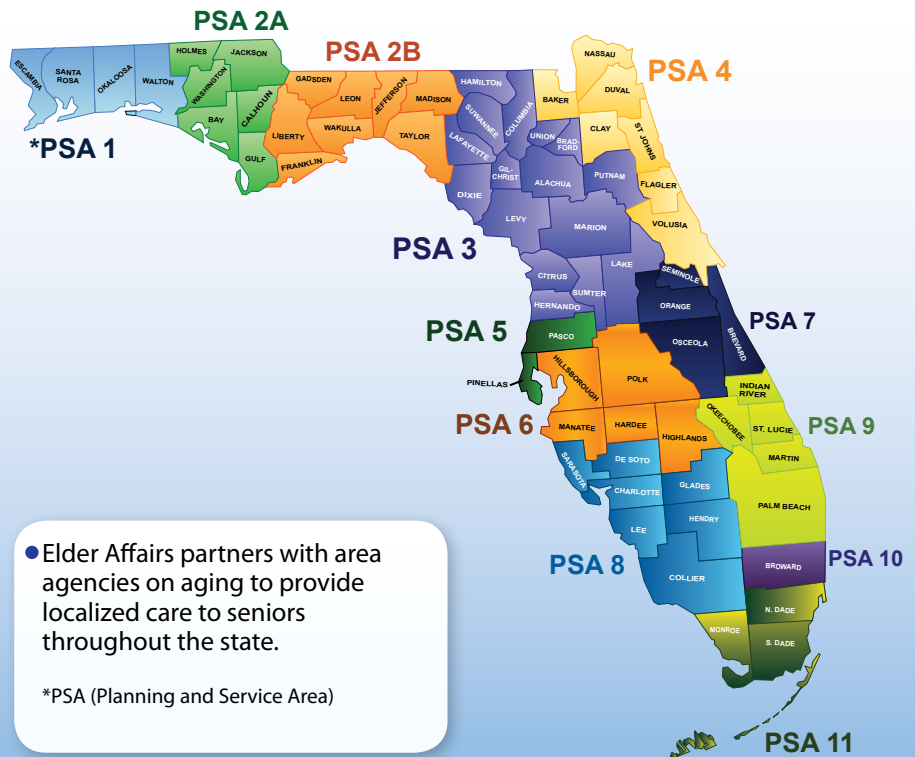 PSA 2A
HOLMES
JACKSON
PSA 2B
NASSAU
PSA 4
ESCAMBIA
SANTA
ROSA
OKALOOSA
WALTON
WASHINGTON
BAY
CALHOUN
GULF
*PSA 1
GADSDEN
LEON
JEFFERSON
MADISON
LIBERTY
WAKULLA
TAYLOR
FRANKLIN
HAMILTON
SUWANNEE
COLUMBIA
BAKER
DUVAL
CLAY
ST JOHNS
LAFAYETTE
UNION
BRAD-
FORD
GIL-
CHRIST
ALACHUA
PUTNAM
FLAGLER
DIXIE
LEVY
MARION
VOLUSIA
PSA 3
CITRUS
LAKE
SUMTER
HERNANDO
SEMINOLE
ORANGE
PSA 7
BREVARD
OSCEOLA
PSA 5
PASCO
PINELLAS
HILLSBOROUGH
POLK
INDIAN
RIVER
PSA 6
MANATEE
HARDEE
HIGHLANDS
OKEECHOBEE
ST. LUCIE
PSA 9
MARTIN
SARASOTA
DE SOTO
CHARLOTTE
GLADES
PALM BEACH
LEE
HENDRY
PSA 8
COLLIER
BROWARD
PSA 10
MONROE
N. DADE
S. DADE
PSA 11
●Elder Affairs partners with area
agencies on aging to provide
localized care to seniors
throughout the state.
*PSA (Planning and Service Area)